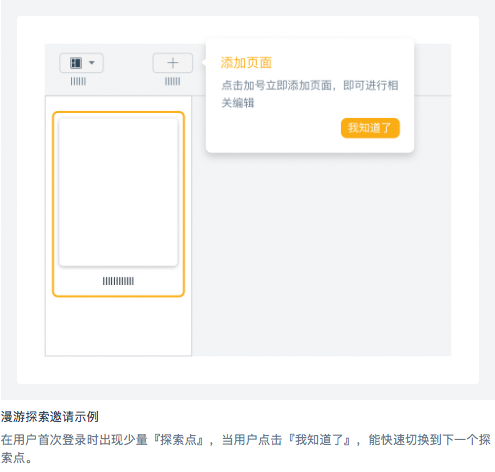 添加页面
点击加号立即添加页面，即可进行相
关编辑
我知道了
漫游探索邀请示例
在用户首次登录时出现少量『探索点』，当用户点击『我知道了』，能快速切换到下一个探
索点。